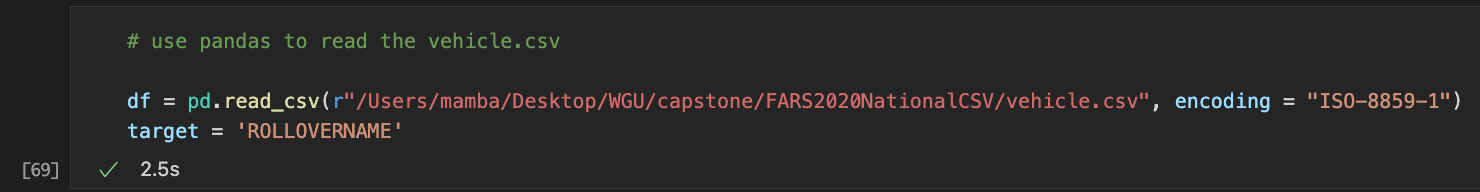 # use pandas to read the vehicle.csv
df = pd.read_csv(r"/Users/mamba/Desktop/WGU/capstone/FARS2020NationalCSV/vehicle.csv", encoding = "ISO-8859-1")
target = 'ROLLOVERNAME'
[69] ✓ 2.5s